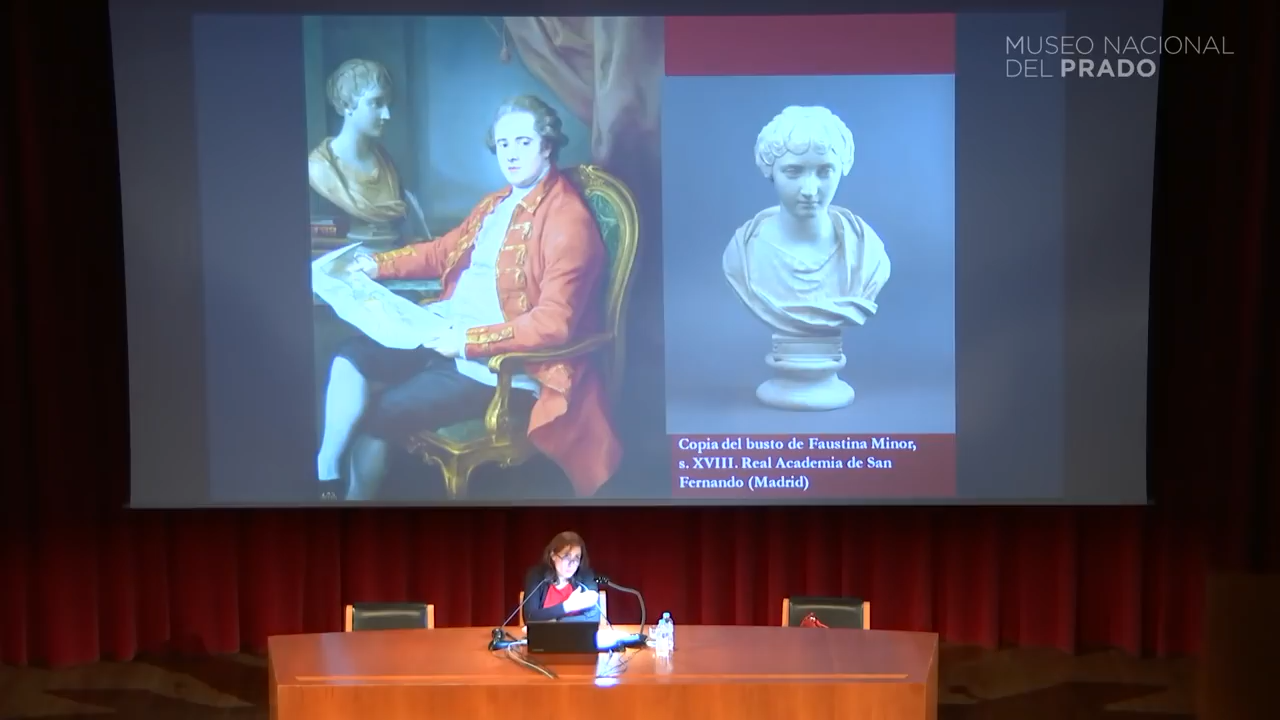 MUSEO NACIONAL
DEL PRADO
Copia del busto de Faustina Minor,
s. XVIII. Real Academia de San
Fernando (Madrid)